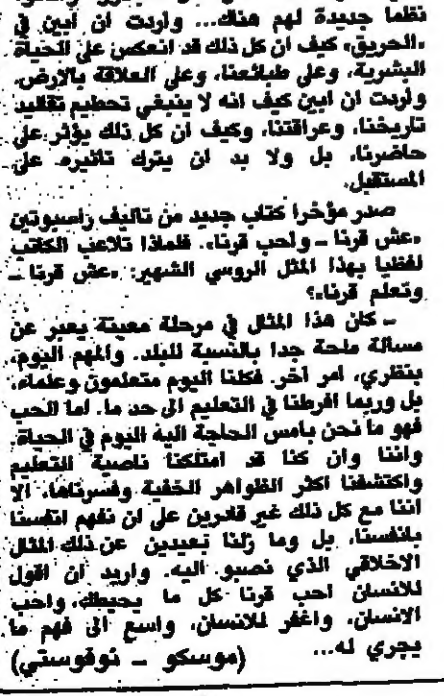 نظما جديدة لهم هناك... واردت ان ابين في
«الحريق» كيف ان كل ذلك قد انعكس على الحياة
البشرية، وعلى طبائعنا، وعلى العلاقة بالارض.
واردت ان ابين كيف انه لا ينبغي تحطيم تقاليد
تاريخنا، وعراقتنا، وكيف ان كل ذلك يؤثر على
حاضرنا، بل ولا بد ان يترك تاثيره على
المستقبل.
صدر مؤخرا كتاب جديد من تاليف راسبوتين
«عش قرنا – واحب قرنا». فلماذا تلاعب الكاتب
لفظيا بهذا المثل الروسي الشهير: «عش قرنا –
وتعلم قرنا»؟
– كان هذا المثال في مرحلة معينة يعبر عن
مسالة ملحة جدا بالنسبة للبلد. والمهم اليوم،
بنظري، امر آخر. فكلنا اليوم متعلمون وعلماء،
بل وربما افرطنا في التعليم الى حد ما. اما الحب
فهو ما نحن بامس الحاجة اليه اليوم في الحياة.
واننا وان كنا قد امتلكنا ناصية التعليم
واكتشفنا اكثر الظواهر الخفية وفسرناها، الا
اننا مع كل ذلك غير قادرين على ان نفهم انفسنا
بانفسنا، بل وما زلنا بعيدين عن ذلك المثال
الاخلاقي الذي نصبو اليه. واريد ان اقول
للانسان احب قرنا كل ما يحيطك، واحب
الانسان، واغفر للانسان، واسع الى فهم ما
يجري له... (موسكو – نوفوستي)